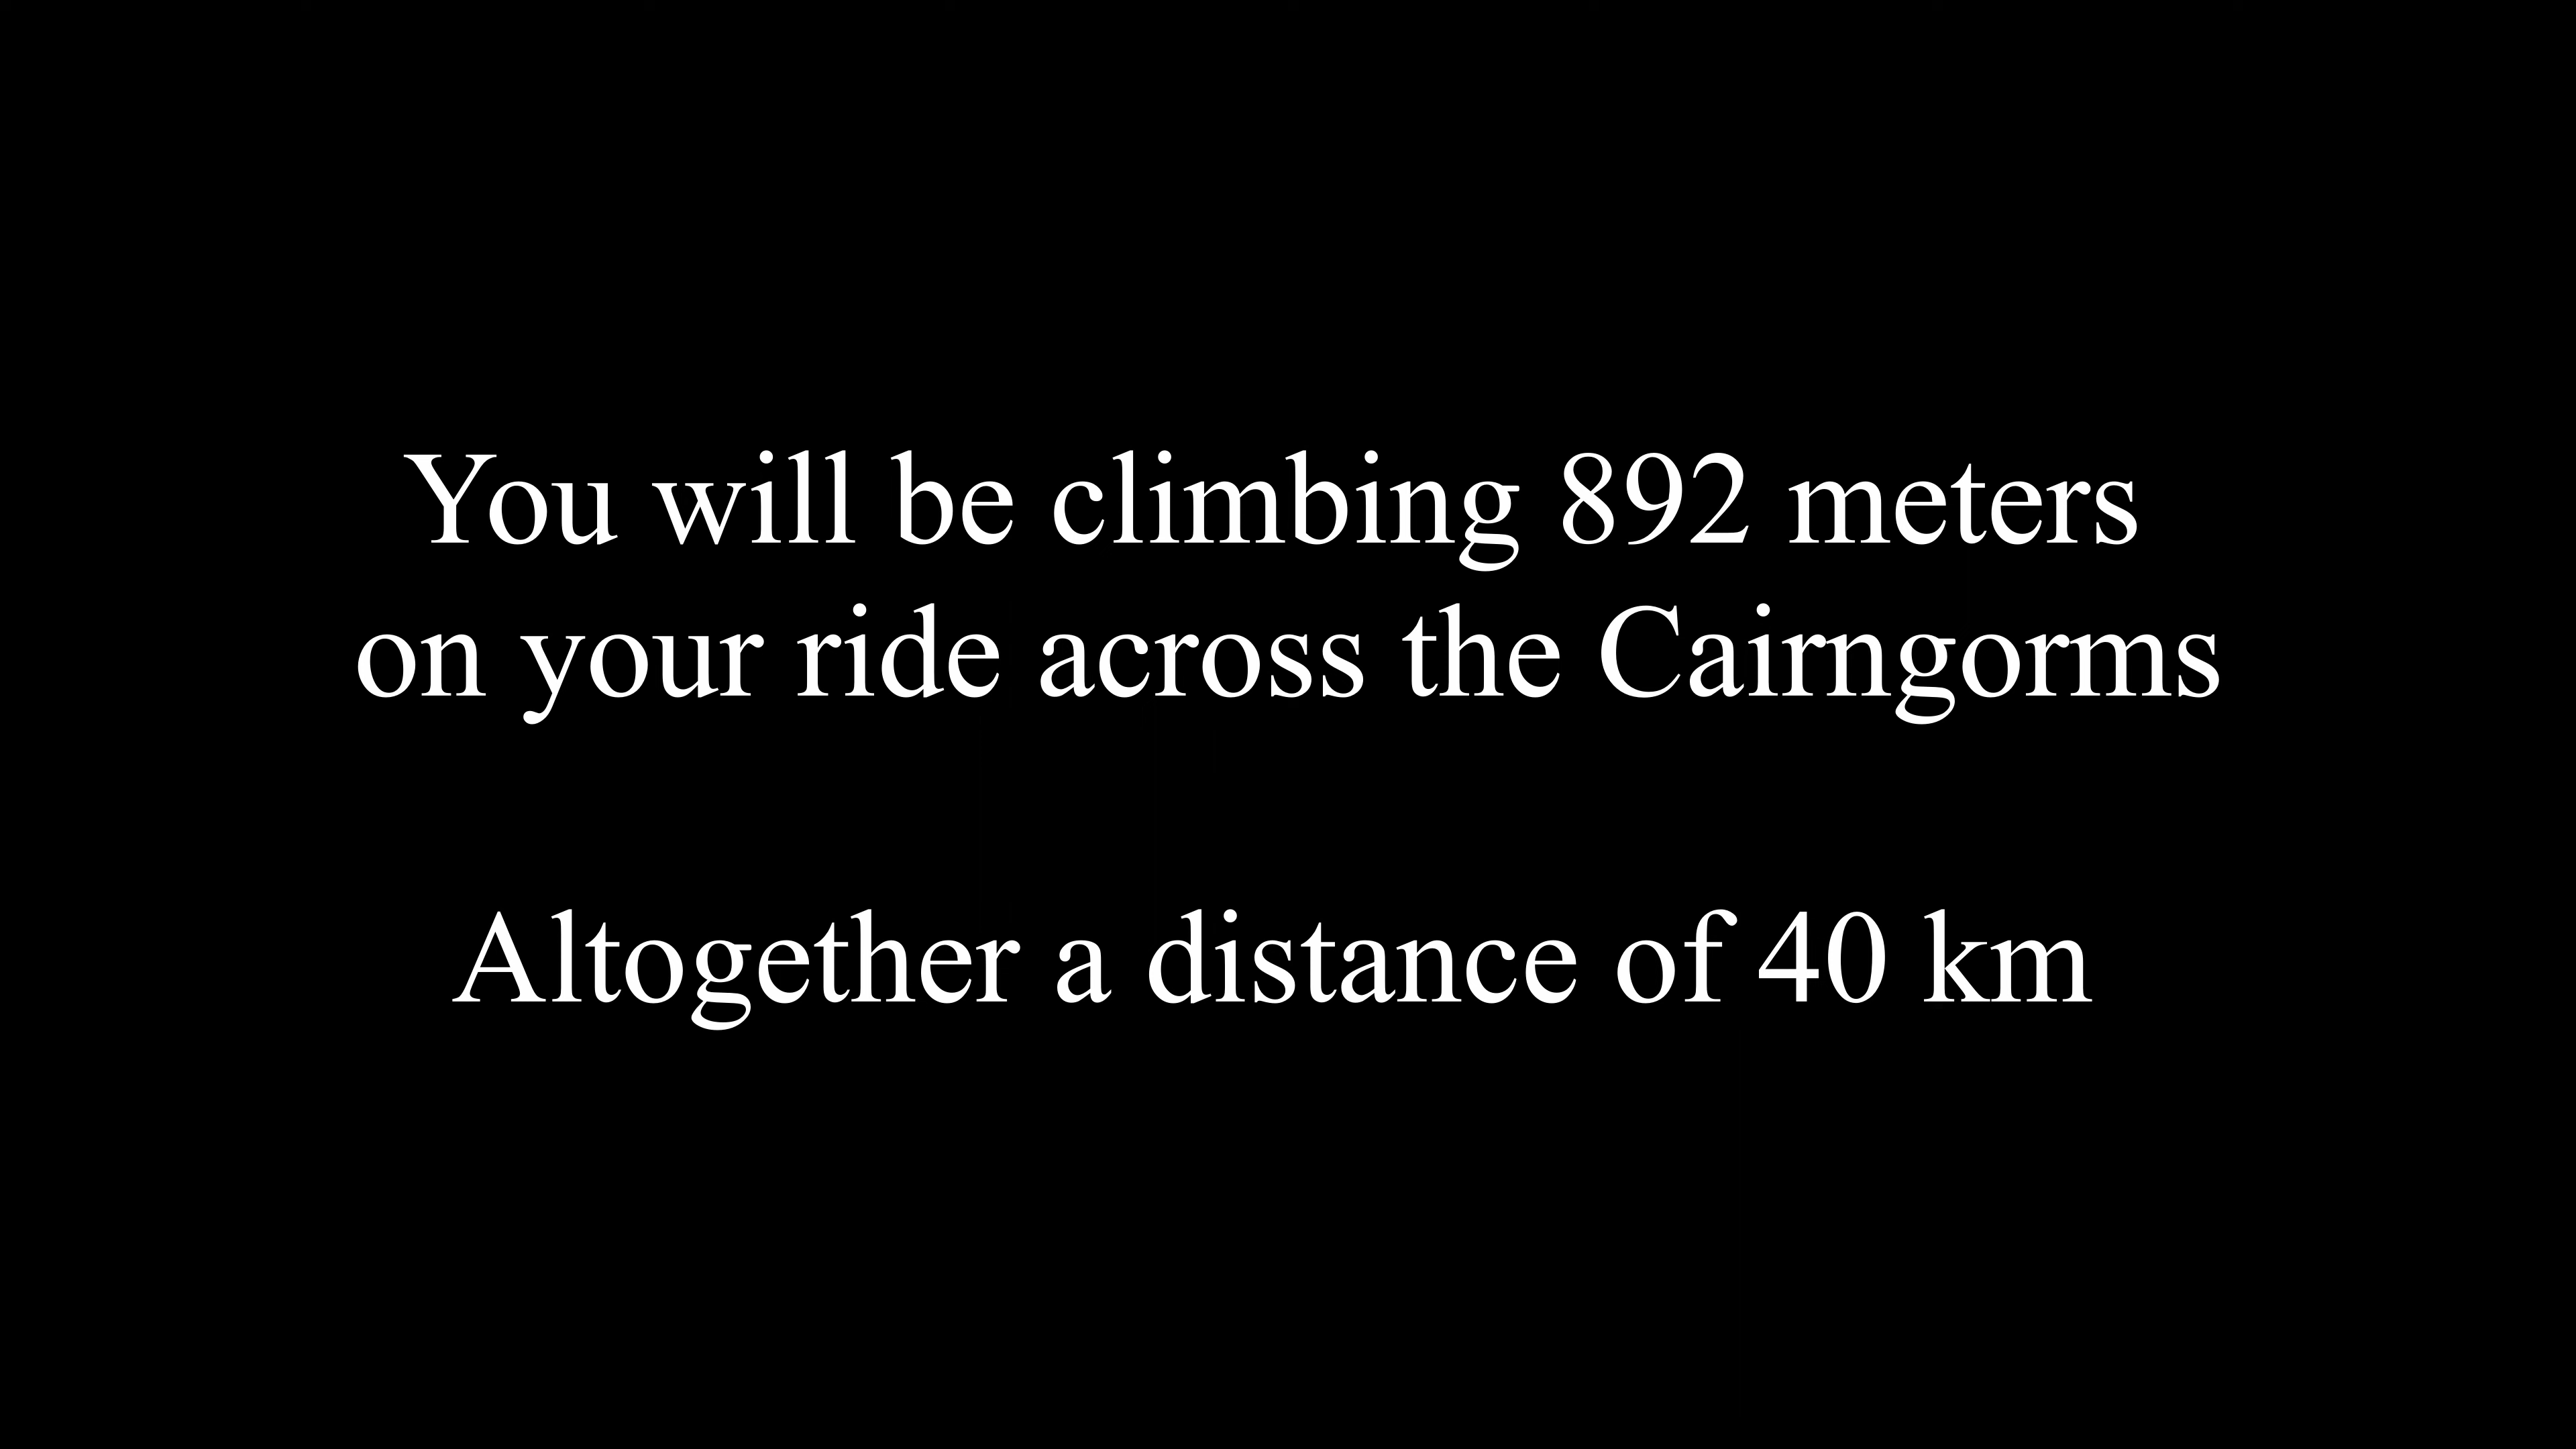 You will be climbing 892 meters
on your ride across the Cairngorms
Altogether a distance of 40 km